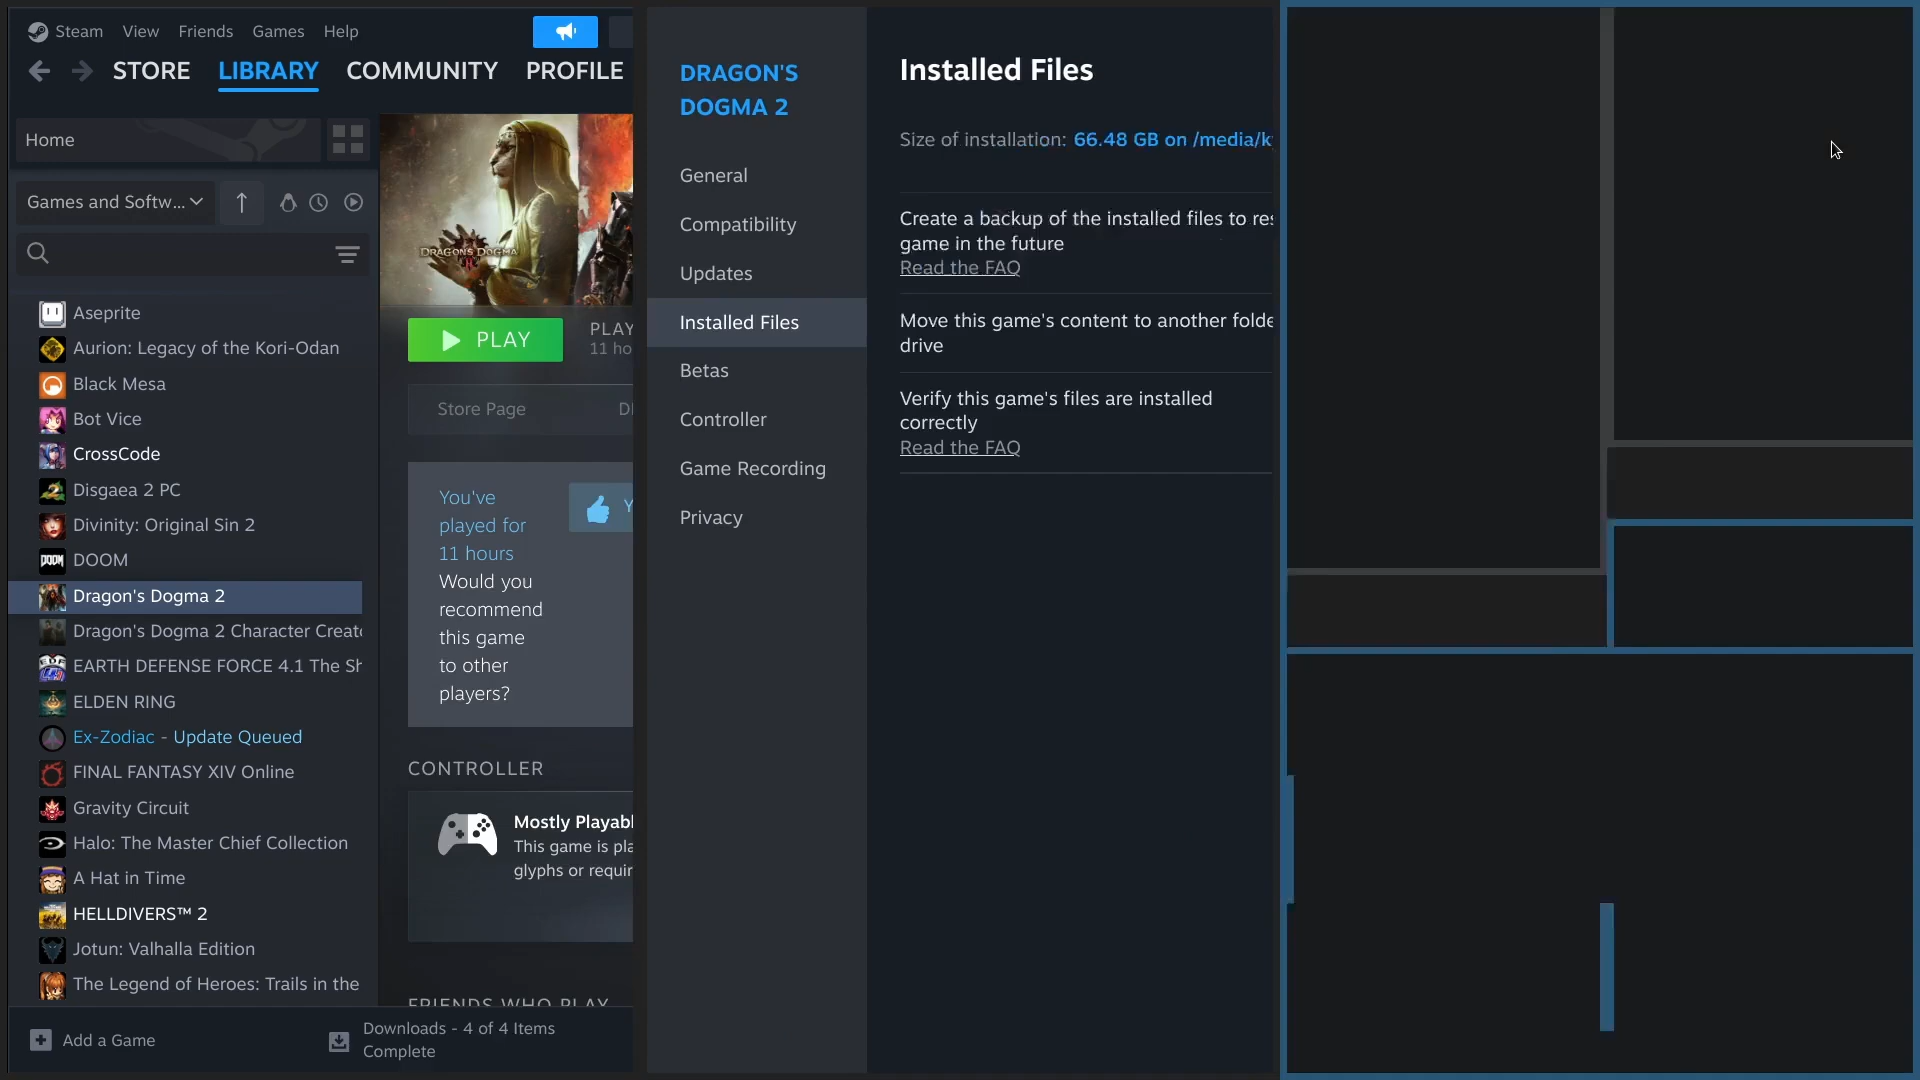 Steam View Friends Games Help
STORE LIBRARY COMMUNITY PROFILE
Home
Games and Softw...
Aseprite
Aurion: Legacy of the Kori-Odan
Black Mesa
Bot Vice
CrossCode
Disgaea 2 PC
Divinity: Original Sin 2
DOOM
Dragon's Dogma 2
Dragon's Dogma 2 Character Creato
EARTH DEFENSE FORCE 4.1 The Sh
ELDEN RING
Ex-Zodiac - Update Queued
FINAL FANTASY XIV Online
Gravity Circuit
Halo: The Master Chief Collection
A Hat in Time
HELLDIVERS™ 2
Jotun: Valhalla Edition
The Legend of Heroes: Trails in the
Add a Game
Downloads - 4 of 4 Items
Complete
DRAGON'S DOGMA
PLAY
PLAY
11 ho
Store Page
You've
played for
11 hours
Would you
recommend
this game
to other
players?
Y
CONTROLLER
Mostly Playabl
This game is pla
glyphs or requir
FRIENDS WHO PLAY
DRAGON'S
DOGMA 2
General
Compatibility
Updates
Installed Files
Betas
Controller
Game Recording
Privacy
Installed Files
Size of installation: 66.48 GB on /media/k
Create a backup of the installed files to res
game in the future
Read the FAQ
Move this game's content to another folde
drive
Verify this game's files are installed
correctly
Read the FAQ